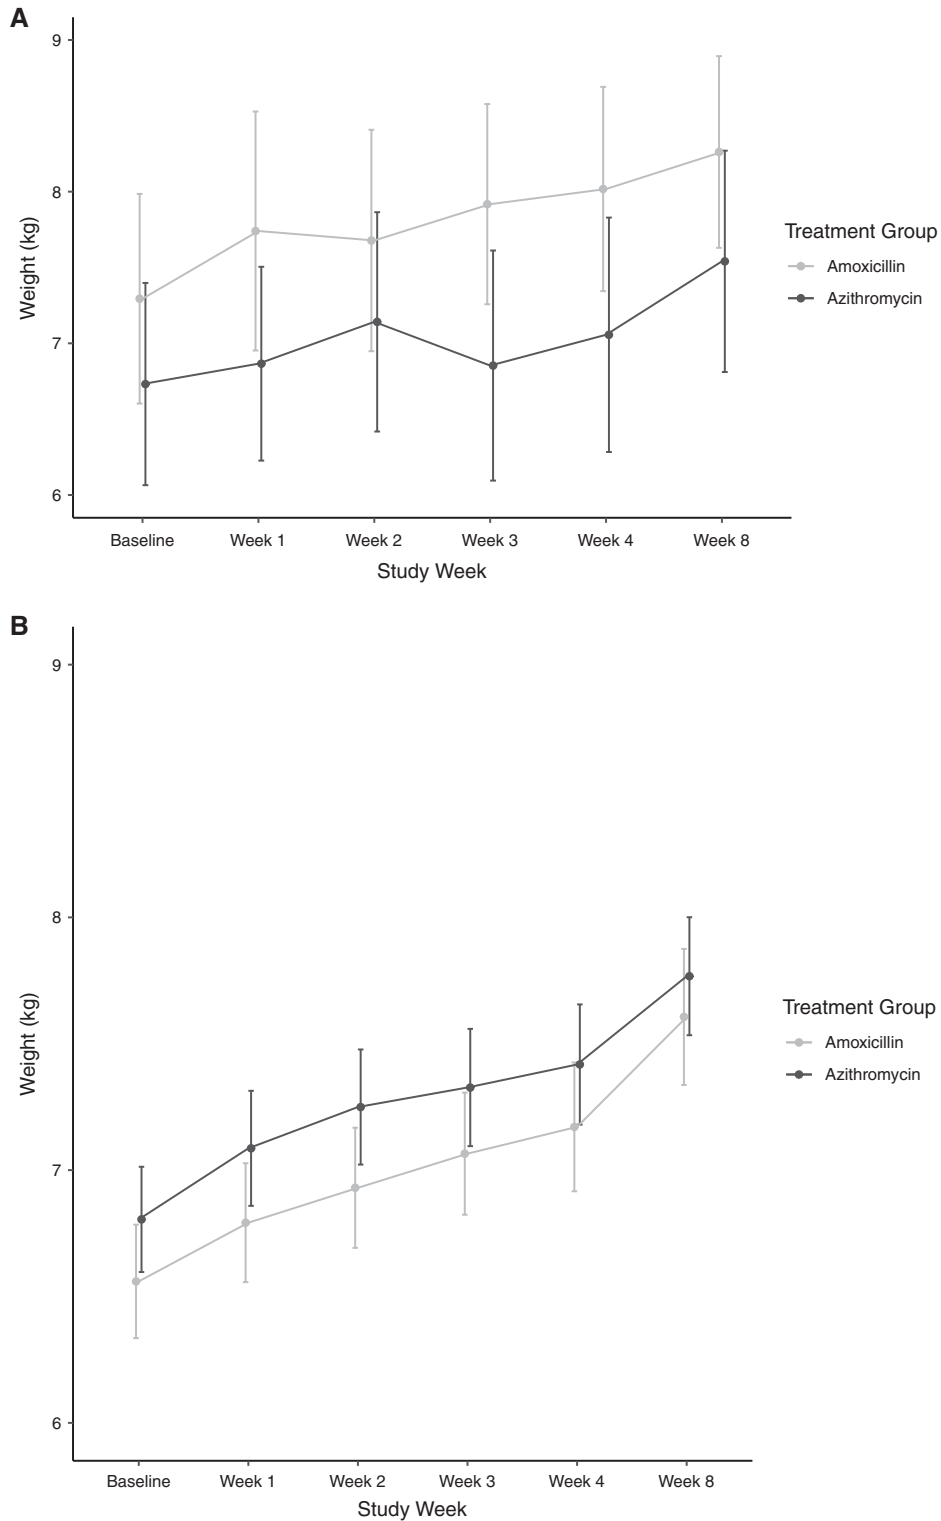 A
9
8
7
6
Weight (kg)
Baseline Week 1 Week 2 Week 3 Week 4 Week 8
Study Week
Treatment Group
Amoxicillin
Azithromycin
B
9
8
7
6
Weight (kg)
Baseline Week 1 Week 2 Week 3 Week 4 Week 8
Study Week
Treatment Group
Amoxicillin
Azithromycin